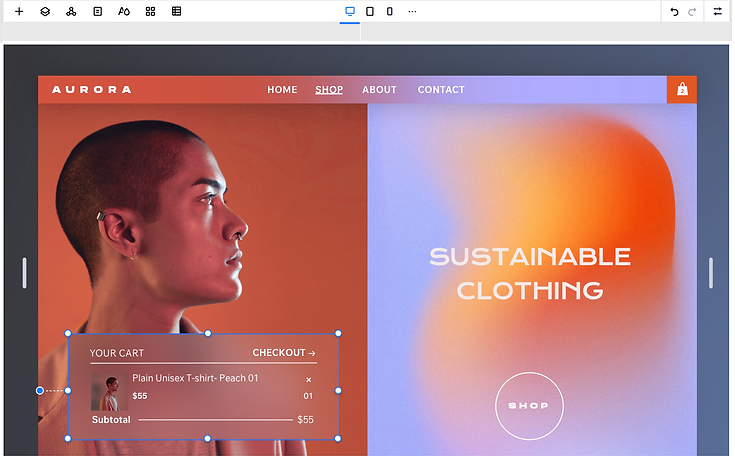 AURORA
HOME SHOP ABOUT CONTACT
2
SUSTAINABLE
CLOTHING
YOUR CART CHECKOUT →
Plain Unisex T-shirt- Peach 01 ×
$55 01
Subtotal $55
SHOP